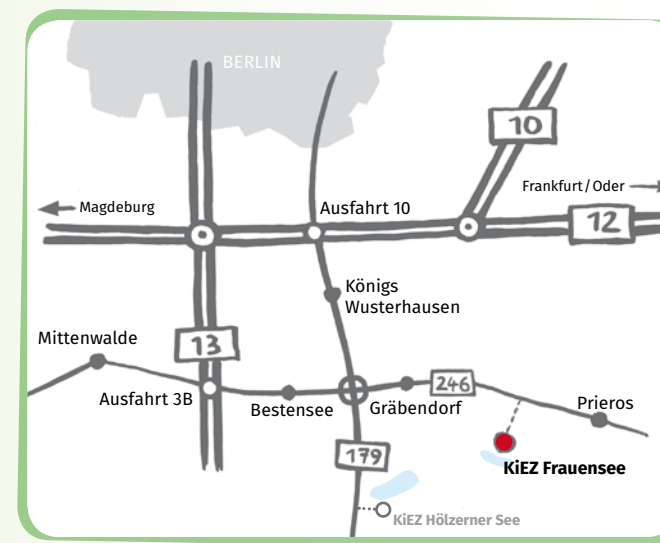 BERLIN
10
Frankfurt / Oder
Magdeburg
Ausfahrt 10
12
Königs
Wusterhausen
Mittenwalde
13
Ausfahrt 3B
Bestensee
Gräbendorf
246
Prieros
179
KiEZ Frauensee
KiEZ Hölzerner See